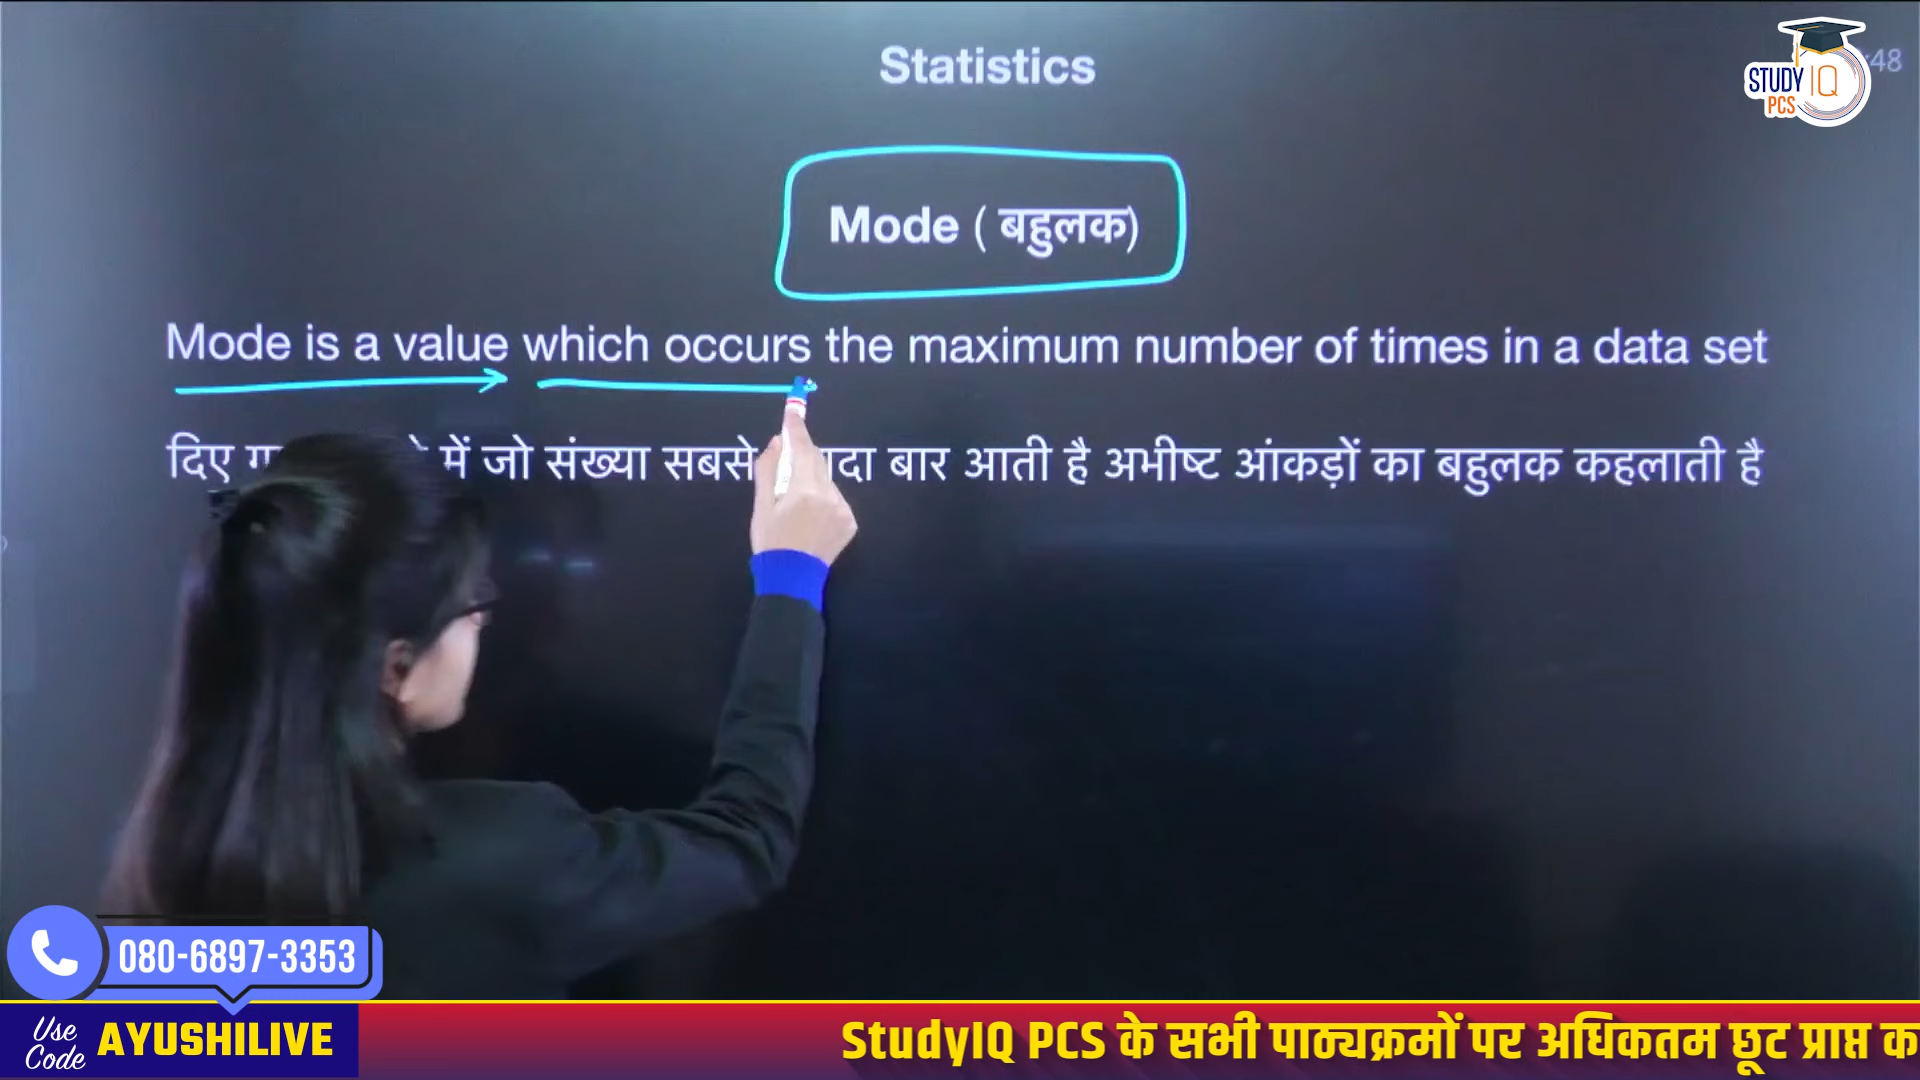 Statistics
:48
STUDY IQ
PCS
Mode ( बहुलक)
Mode is a value which occurs the maximum number of times in a data set
दिए में जो संख्या सबसे बार आती है अभीष्ट आंकड़ों का बहुलक कहलाती है
080-6897-3353
Use Code AYUSHILIVE
StudyIQ PCS के सभी पाठ्यक्रमों पर अधिकतम छूट प्राप्त